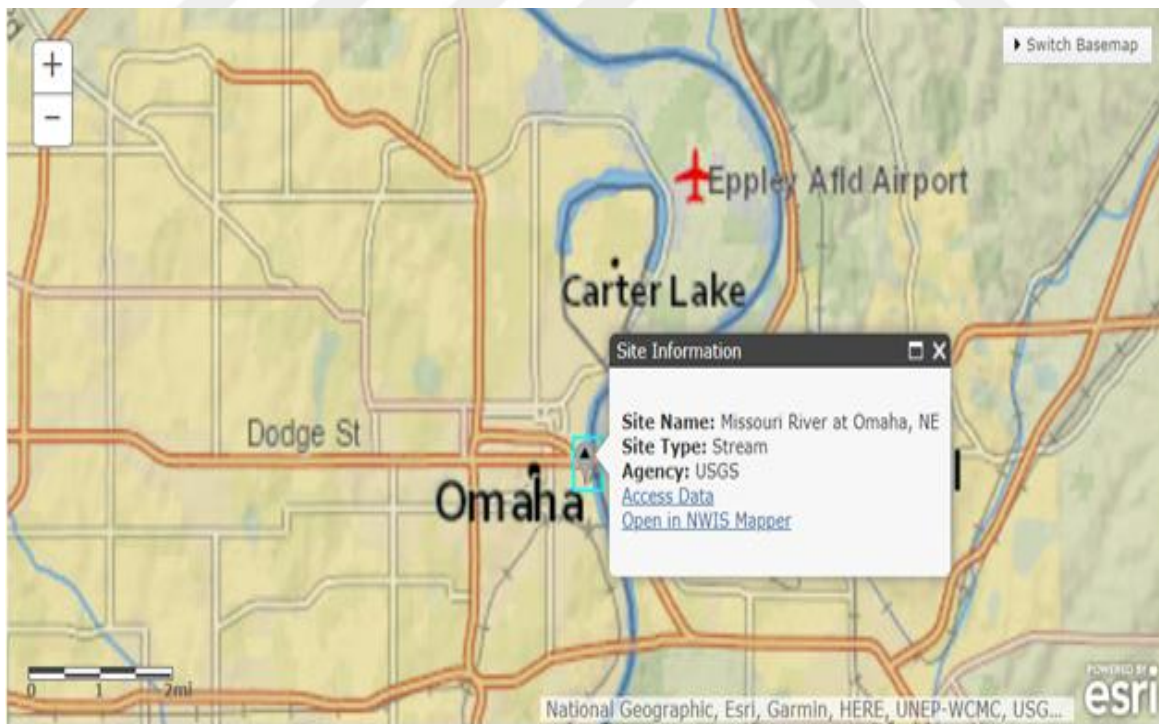 +
Switch Basemap
−
Eppley Afld Airport
Carter Lake
Site Information
Site Name: Missouri River at Omaha, NE
Site Type: Stream
Agency: USGS
Access Data
Open in NWIS Mapper
Dodge St
Omaha
0 1 2mi
National Geographic, Esri, Garmin, HERE, UNEP-WCMC, USG...
POWERED BY
esri